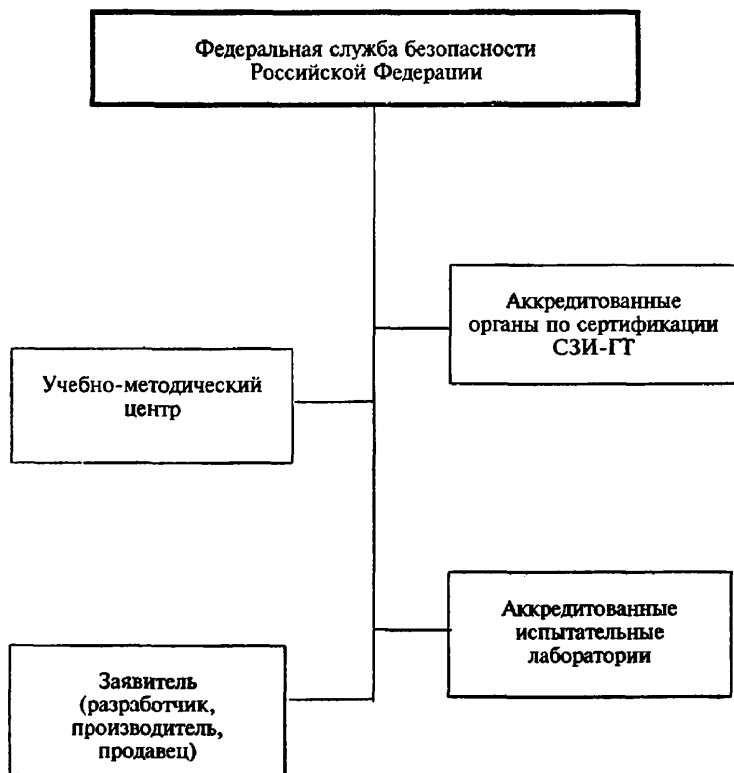 Федеральная служба безопасности
Российской Федерации
Аккредитованные
органы по сертификации
СЗИ-ГТ
Учебно-методический
центр
Аккредитованные
испытательные
лаборатории
Заявитель
(разработчик,
производитель,
продавец)